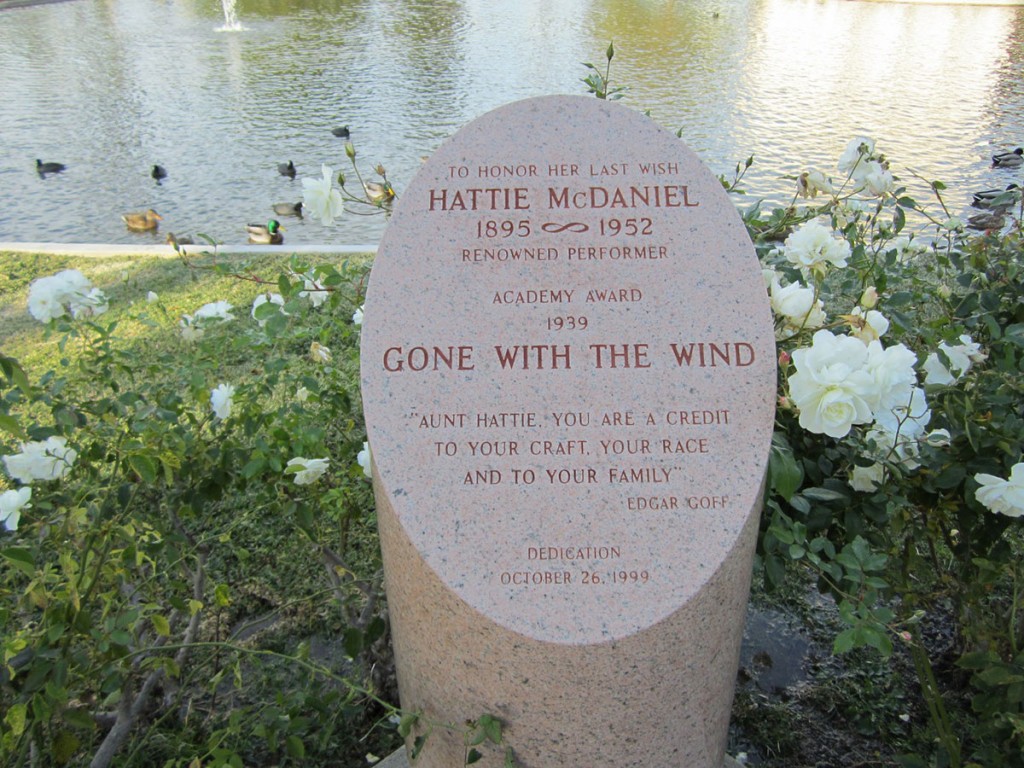 TO HONOR HER LAST WISH
HATTIE McDANIEL
1895 ∾ 1952
RENOWNED PERFORMER
ACADEMY AWARD
1939
GONE WITH THE WIND
"AUNT HATTIE, YOU ARE A CREDIT
TO YOUR CRAFT, YOUR RACE
AND TO YOUR FAMILY"
EDGAR GOFF
DEDICATION
OCTOBER 26, 1999